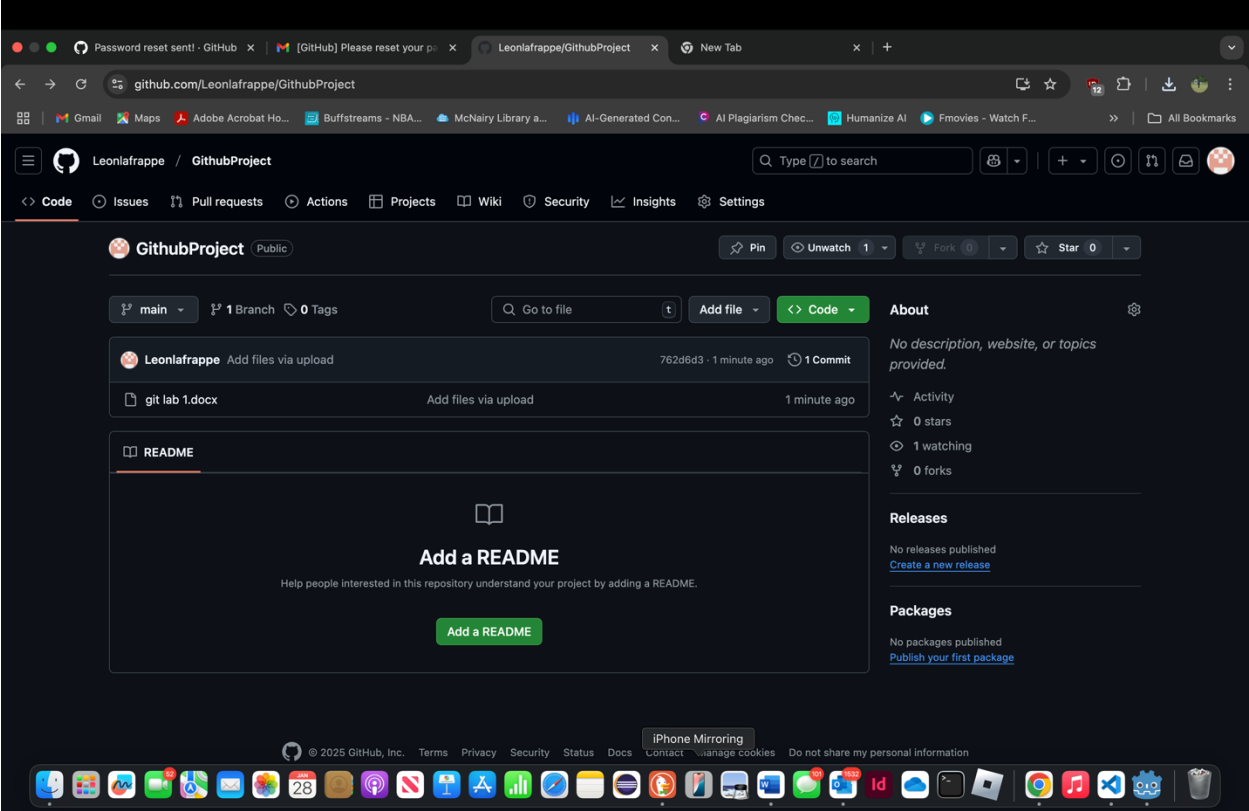 Password reset sent! · GitHub
[GitHub] Please reset your pa
Leonlafrappe/GithubProject
New Tab
github.com/Leonlafrappe/GithubProject
12
Gmail
Maps
Adobe Acrobat Ho...
Buffstreams - NBA...
McNairy Library a...
AI-Generated Con...
AI Plagiarism Chec...
Humanize AI
Fmovies - Watch F...
»
All Bookmarks
Leonlafrappe / GithubProject
Type / to search
Code
Issues
Pull requests
Actions
Projects
Wiki
Security
Insights
Settings
GithubProject Public
Pin
Unwatch 1
Fork 0
Star 0
main
1 Branch
0 Tags
Go to file t
Add file
Code
About
Leonlafrappe Add files via upload 762d6d3 · 1 minute ago 1 Commit
No description, website, or topics
provided.
git lab 1.docx Add files via upload 1 minute ago
Activity
0 stars
1 watching
0 forks
README
Add a README
Help people interested in this repository understand your project by adding a README.
Add a README
Releases
No releases published
Create a new release
Packages
No packages published
Publish your first package
iPhone Mirroring
© 2025 GitHub, Inc. Terms Privacy Security Status Docs Contact Manage cookies Do not share my personal information
52
JAN
28
101
1532
Id